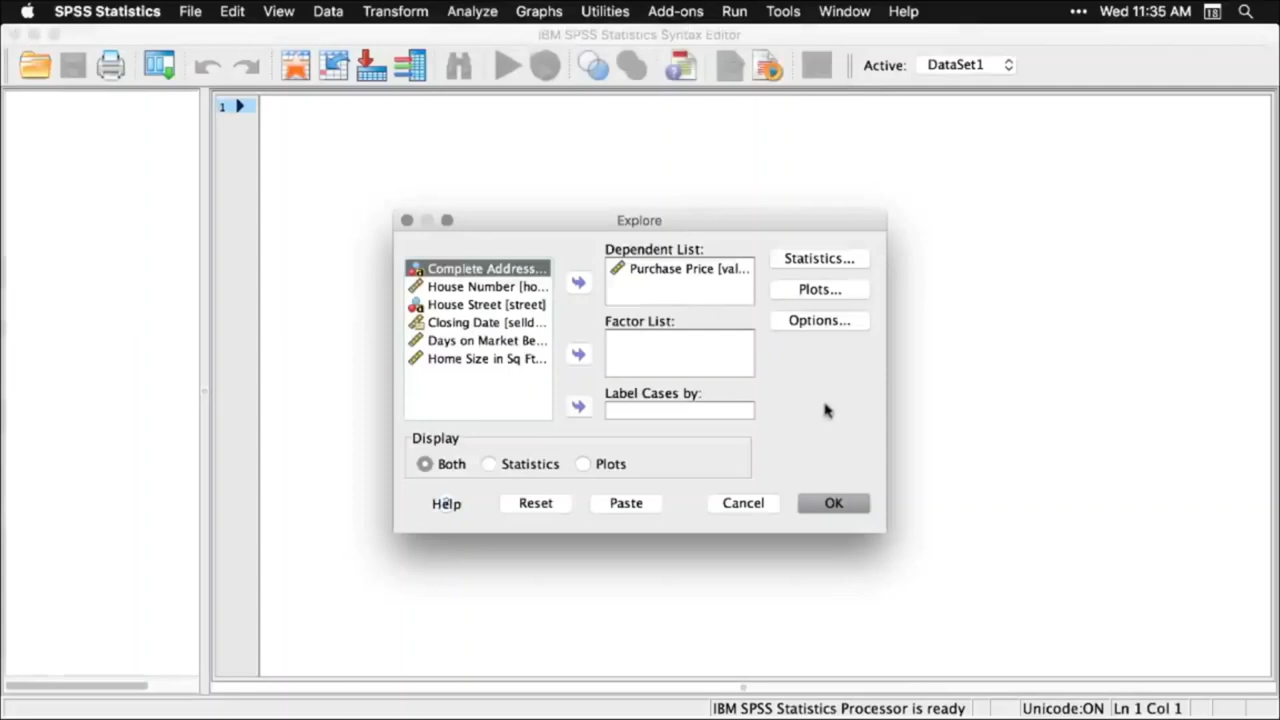 SPSS Statistics File Edit View Data Transform Analyze Graphs Utilities Add-ons Run Tools Window Help ••• Wed 11:35 AM 18
IBM SPSS Statistics Syntax Editor
Active: DataSet1
1
Explore
Complete Address...
House Number [ho...
House Street [street]
Closing Date [selld...
Days on Market Be...
Home Size in Sq Ft...
Dependent List:
Purchase Price [val...
Factor List:
Label Cases by:
Statistics...
Plots...
Options...
Display
Both Statistics Plots
Help Reset Paste Cancel OK
IBM SPSS Statistics Processor is ready Unicode:ON Ln 1 Col 1